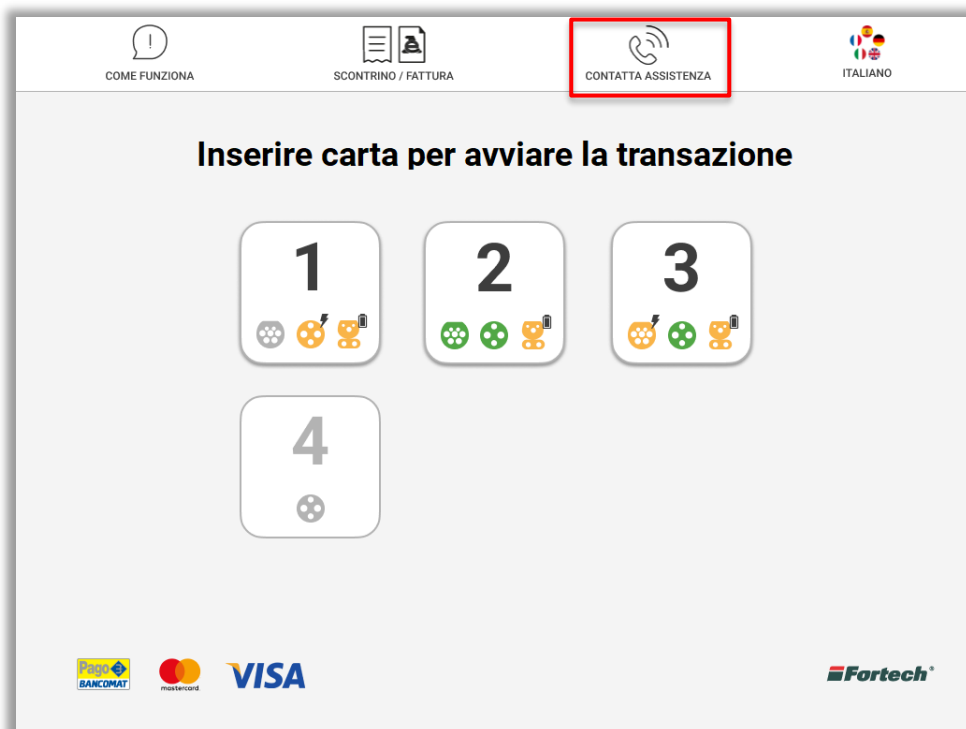 COME FUNZIONA
SCONTRINO / FATTURA
CONTATTA ASSISTENZA
ITALIANO
Inserire carta per avviare la transazione
1
2
3
4
Pago
BANCOMAT
mastercard
VISA
Fortech